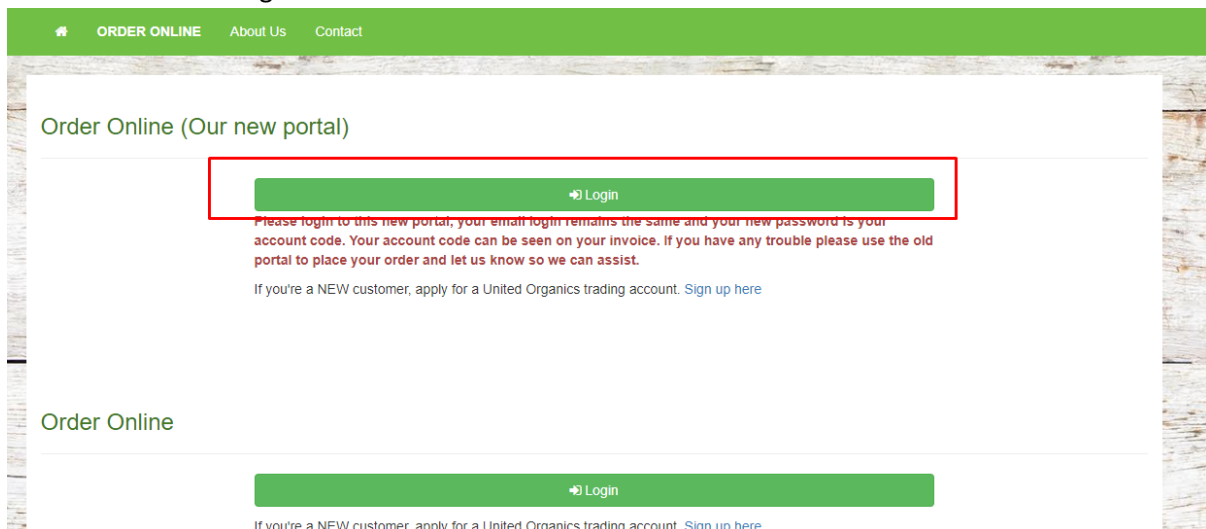 ORDER ONLINE About Us Contact
Order Online (Our new portal)
Login
Please login to this new portal, your email login remains the same and your new password is your
account code. Your account code can be seen on your invoice. If you have any trouble please use the old
portal to place your order and let us know so we can assist.
If you're a NEW customer, apply for a United Organics trading account. Sign up here
Order Online
Login
If you're a NEW customer, apply for a United Organics trading account. Sign up here